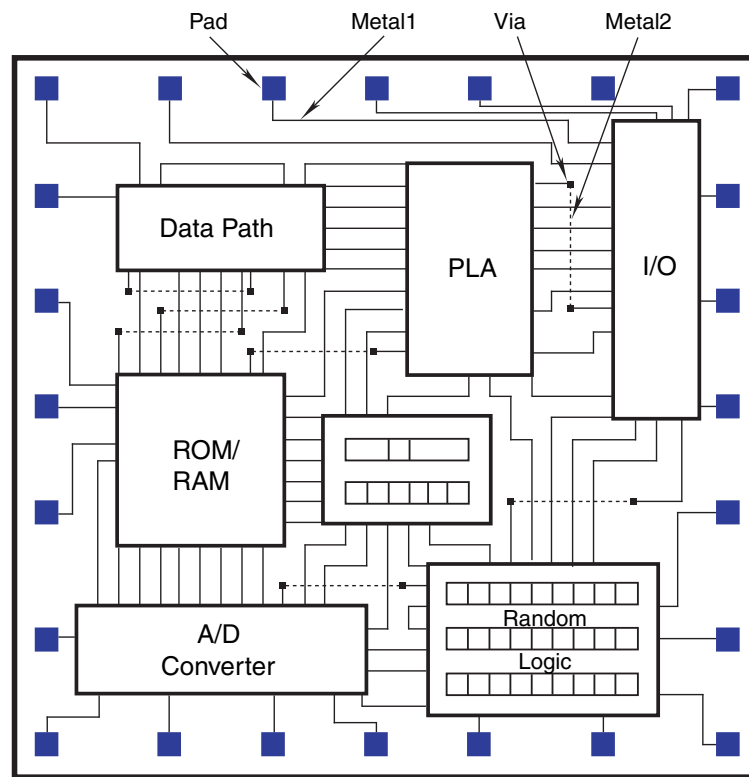 Pad
Metal1
Via
Metal2
Data Path
PLA
I/O
ROM/
RAM
A/D
Converter
Random
Logic